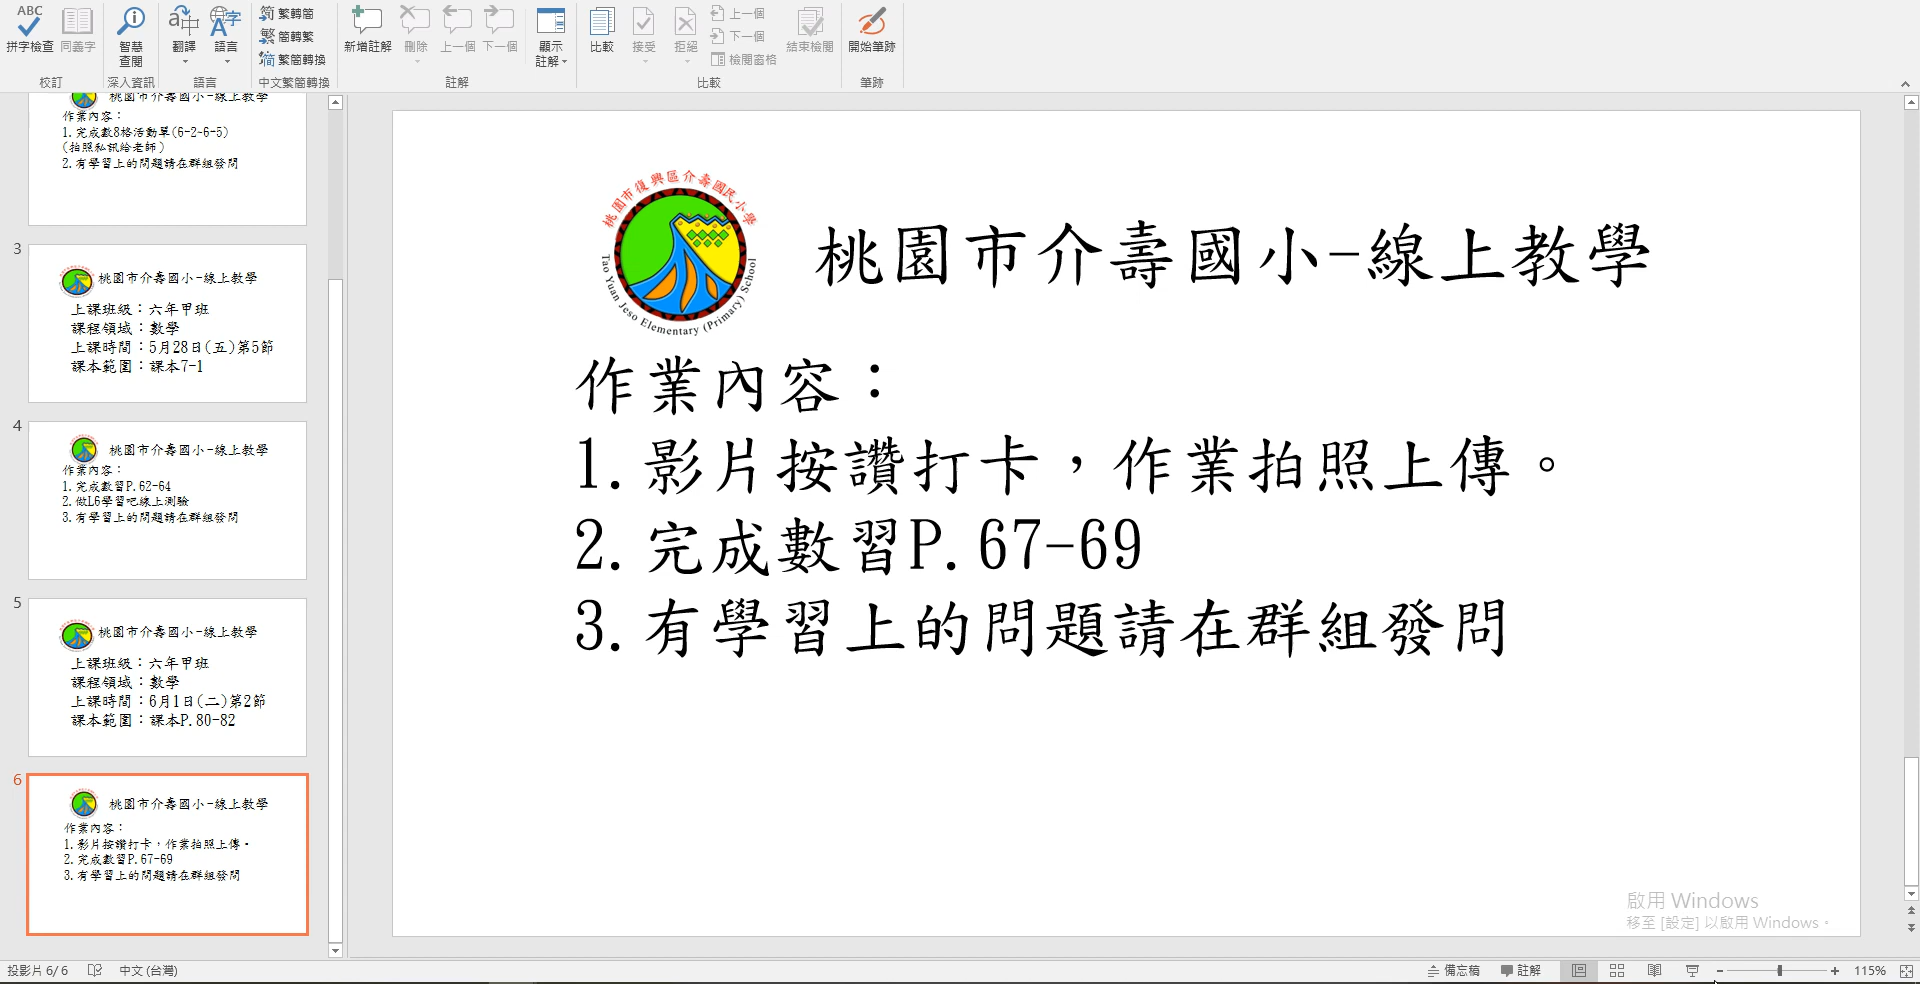 ABC
拼字檢查
同義字
智慧
查閱
翻譯
語言
繁轉簡
簡轉繁
繁簡轉換
新增註解
刪除
上一個
下一個
顯示
註解
比較
接受
拒絕
上一個
下一個
檢閱窗格
結束檢閱
開始筆跡
校訂
深入資訊
語言
中文繁簡轉換
註解
比較
筆跡
桃園市介壽國小-線上教學
作業內容：
1.完成數8格活動單(6-2~6-5)
(拍照私訊給老師)
2.有學習上的問題請在群組發問
3
桃園市介壽國小-線上教學
上課班級：六年甲班
課程領域：數學
上課時間：5月28日(五)第5節
課本範圍：課本7-1
4
桃園市介壽國小-線上教學
作業內容：
1.完成數習P.62-64
2.做L6學習吧線上測驗
3.有學習上的問題請在群組發問
5
桃園市介壽國小-線上教學
上課班級：六年甲班
課程領域：數學
上課時間：6月1日(二)第2節
課本範圍：課本P.80-82
6
桃園市介壽國小-線上教學
作業內容：
1.影片按讚打卡，作業拍照上傳。
2.完成數習P.67-69
3.有學習上的問題請在群組發問
桃園市復興區介壽國民小學
Tao Yuan Jeso Elementary (Primary) School
桃園市介壽國小-線上教學
作業內容：
1.影片按讚打卡，作業拍照上傳。
2.完成數習P.67-69
3.有學習上的問題請在群組發問
啟用 Windows
移至 [設定] 以啟用 Windows。
投影片 6/6
中文 (台灣)
備忘稿
註解
115%